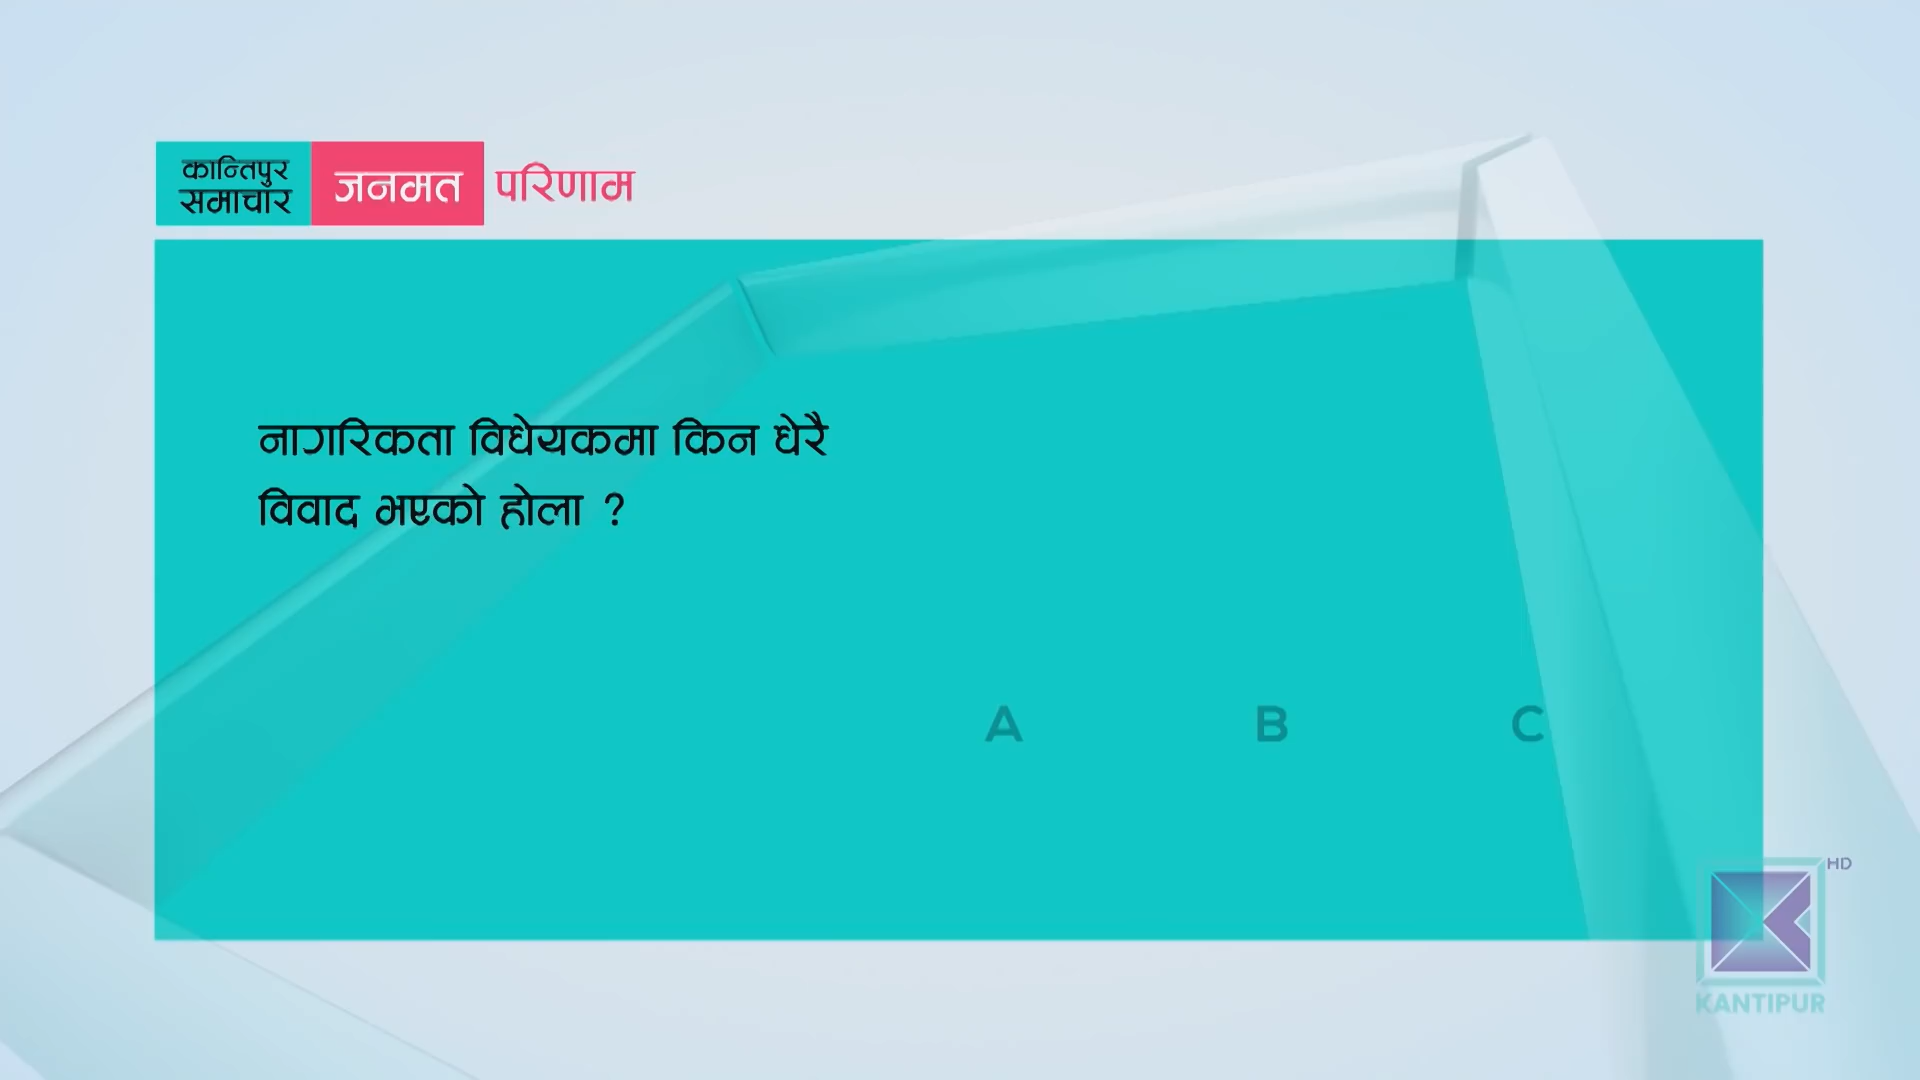 कान्तिपुर
समाचार
जनमत
परिणाम
नागरिकता विधेयकमा किन धेरै
विवाद भएको होला ?
A B C
HD
KANTIPUR